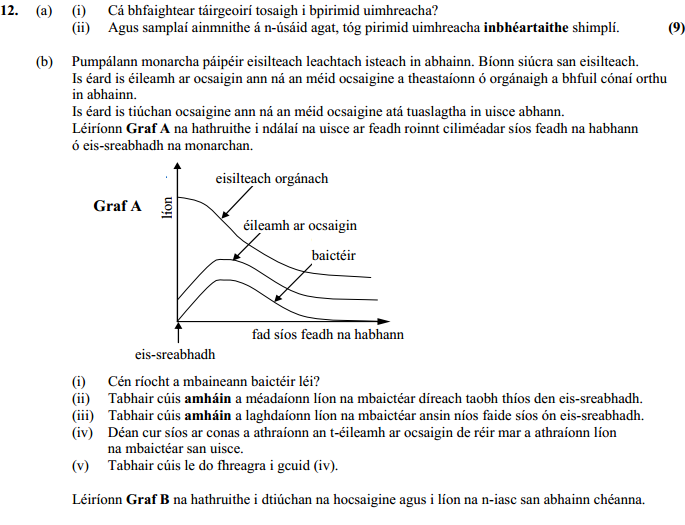 12. (a) (i) Cá bhfaightear táirgeoirí tosaigh i bpirimid uimhreacha?
(ii) Agus samplaí ainmnithe á n-úsáid agat, tóg pirimid uimhreacha inbhéartaithe shimplí. (9)
(b) Pumpálann monarcha páipéir eisilteach leachtach isteach in abhainn. Bíonn siúcra san eisilteach.
Is éard is éileamh ar ocsaigin ann ná an méid ocsaigine a theastaíonn ó orgánaigh a bhfuil cónaí orthu
in abhainn.
Is éard is tiúchan ocsaigine ann ná an méid ocsaigine atá tuaslagtha in uisce abhann.
Léiríonn Graf A na hathruithe i ndálaí na uisce ar feadh roinnt ciliméadar síos feadh na habhann
ó eis-sreabhadh na monarchan.
eisilteach orgánach
Graf A
líon
éileamh ar ocsaigin
baictéir
fad síos feadh na habhann
eis-sreabhadh
(i) Cén ríocht a mbaineann baictéir léi?
(ii) Tabhair cúis amháin a méadaíonn líon na mbaictéar díreach taobh thíos den eis-sreabhadh.
(iii) Tabhair cúis amháin a laghdaíonn líon na mbaictéar ansin níos faide síos ón eis-sreabhadh.
(iv) Déan cur síos ar conas a athraíonn an t-éileamh ar ocsaigin de réir mar a athraíonn líon
na mbaictéar san uisce.
(v) Tabhair cúis le do fhreagra i gcuid (iv).
Léiríonn Graf B na hathruithe i dtiúchan na hocsaigine agus i líon na n-iasc san abhainn chéanna.